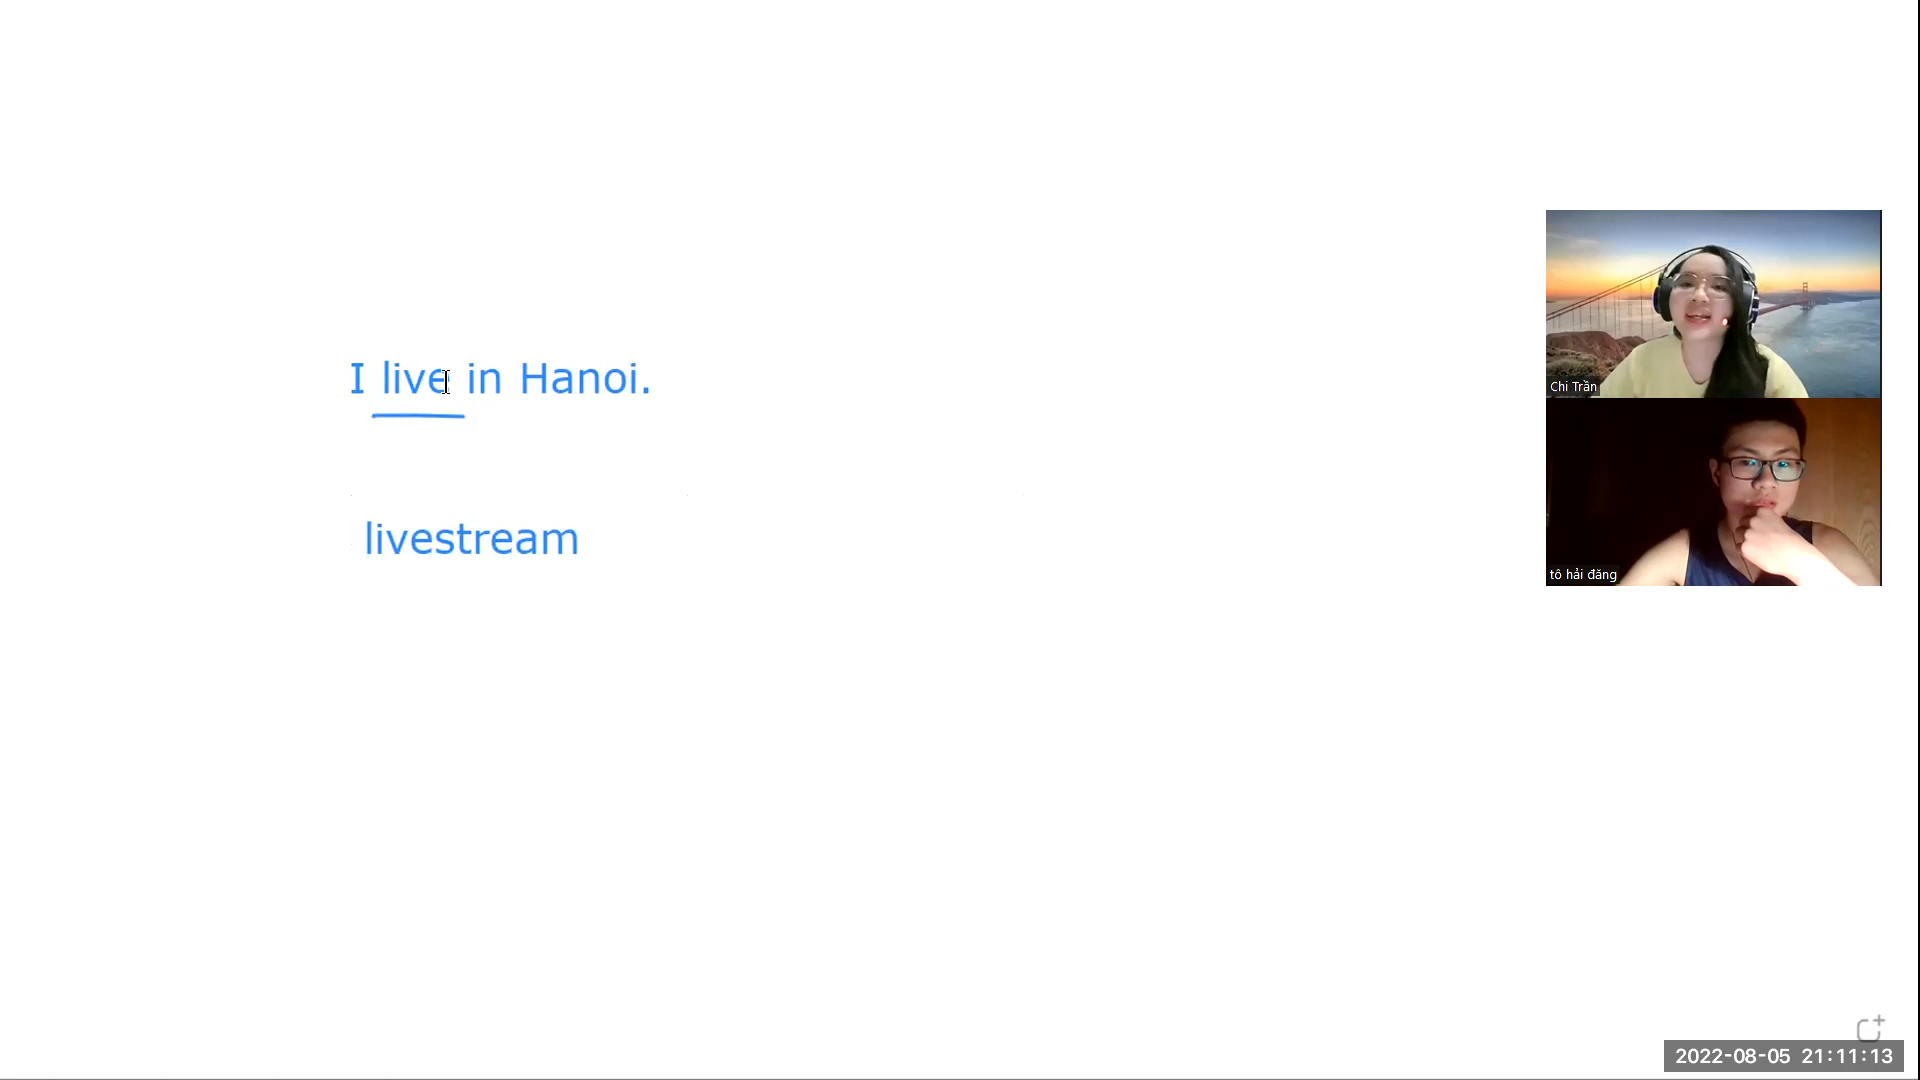 I live in Hanoi.
livestream
Chi Trần
tô hải đăng
2022-08-05 21:11:13